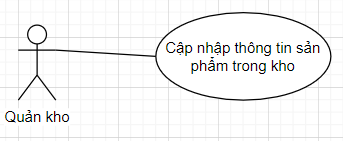 Cập nhập thông tin sản
phẩm trong kho
Quản kho